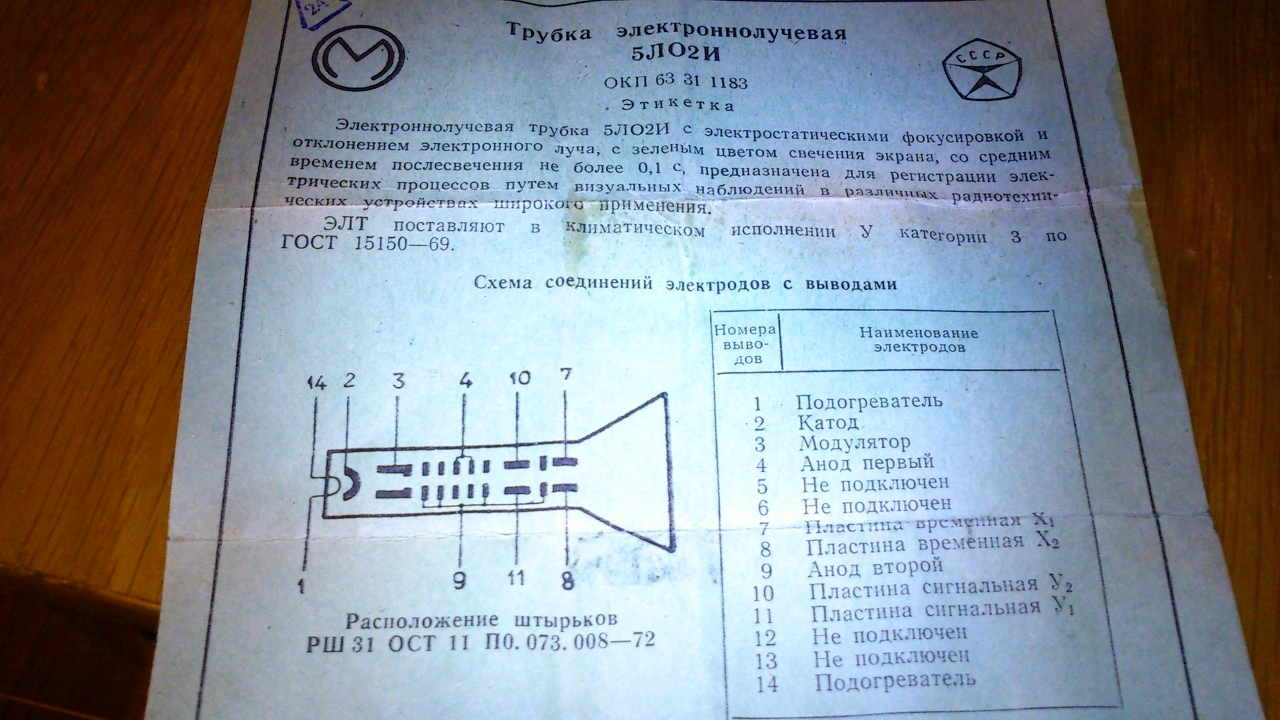 Трубка электроннолучевая
5ЛО2И
ОКП 63 31 1183
Этикетка
СССР
Электроннолучевая трубка 5ЛО2И с электростатическими фокусировкой и
отклонением электронного луча, с зеленым цветом свечения экрана, со средним
временем послесвечения не более 0,1 с, предназначена для регистрации элек-
трических процессов путем визуальных наблюдений в различных радиотехни-
ческих устройствах широкого применения.
ЭЛТ поставляют в климатическом исполнении У категории 3 по
ГОСТ 15150—69.
Схема соединений электродов с выводами
14 2 3 4 10 7
1 9 11 8
Расположение штырьков
РШ 31 ОСТ 11 П0. 073. 008—72
Номера
выво-
дов
Наименование
электродов
1 Подогреватель
2 Катод
3 Модулятор
4 Анод первый
5 Не подключен
6 Не подключен
7 Пластина временная X₁
8 Пластина временная X₂
9 Анод второй
10 Пластина сигнальная У₂
11 Пластина сигнальная У₁
12 Не подключен
13 Не подключен
14 Подогреватель